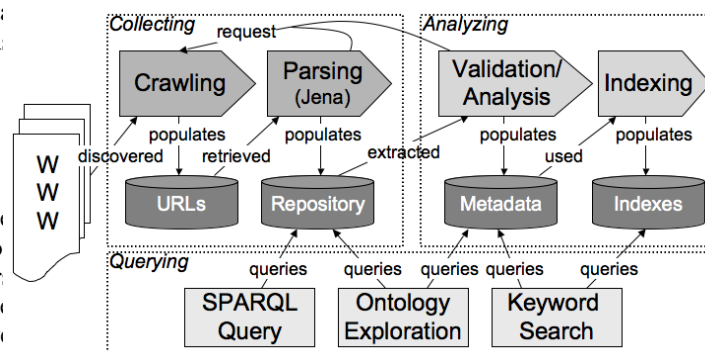 Collecting
Analyzing
request
Crawling
Parsing
(Jena)
Validation/
Analysis
Indexing
populates
populates
populates
populates
W
W
W
discovered
retrieved
extracted
used
URLs
Repository
Metadata
Indexes
Querying
queries
queries
queries
queries
queries
SPARQL
Query
Ontology
Exploration
Keyword
Search